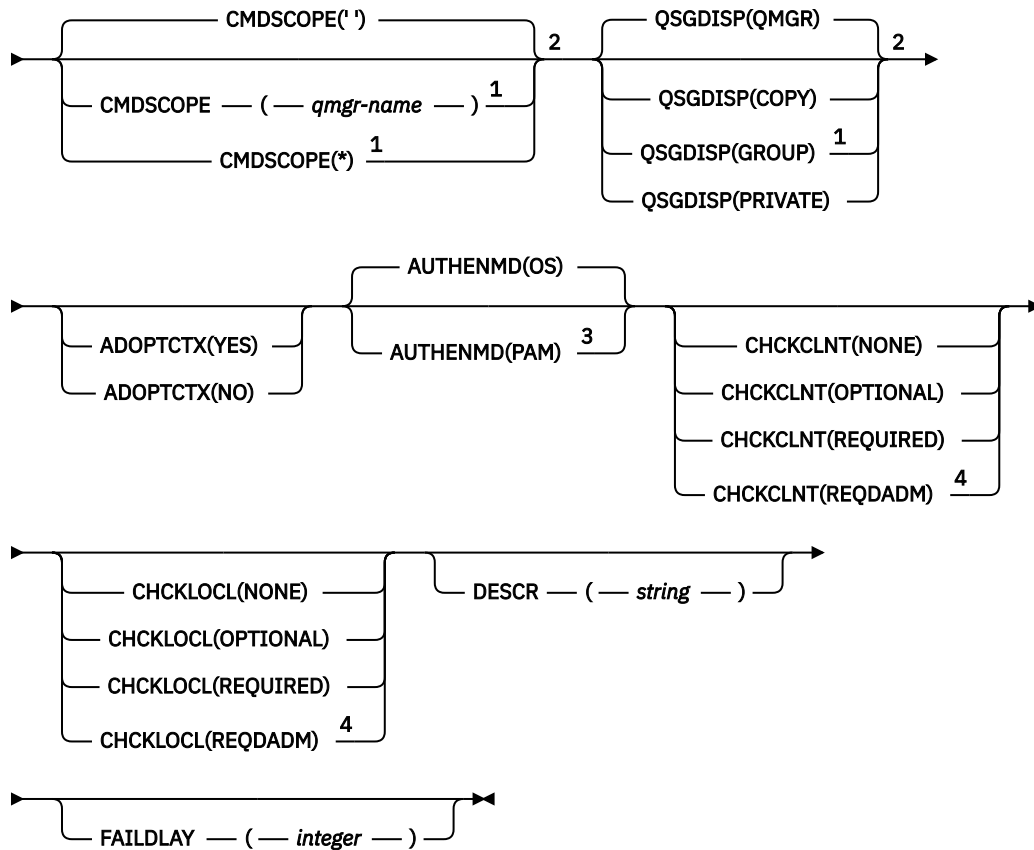 CMDSCOPE(' ')
2
CMDSCOPE ( qmgr-name ) 1
CMDSCOPE(*) 1
QSGDISP(QMGR)
2
QSGDISP(COPY)
QSGDISP(GROUP) 1
QSGDISP(PRIVATE)
ADOPTCTX(YES)
ADOPTCTX(NO)
AUTHENMD(OS)
AUTHENMD(PAM) 3
CHCKCLNT(NONE)
CHCKCLNT(OPTIONAL)
CHCKCLNT(REQUIRED)
CHCKCLNT(REQDADM) 4
CHCKLOCL(NONE)
CHCKLOCL(OPTIONAL)
CHCKLOCL(REQUIRED)
CHCKLOCL(REQDADM) 4
DESCR ( string )
FAILDLAY ( integer )